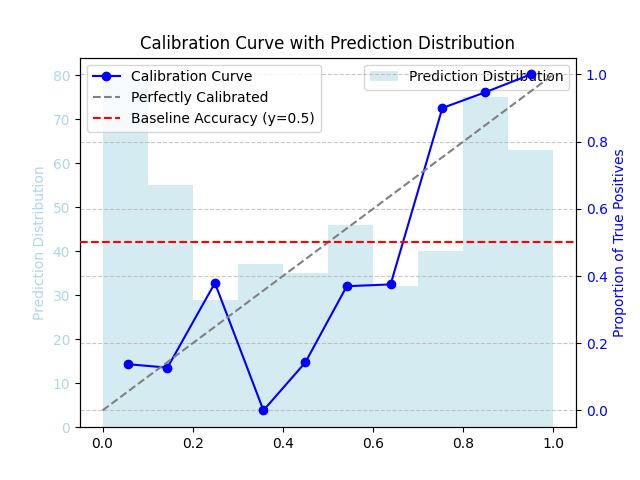 Calibration Curve with Prediction Distribution
Calibration Curve
Perfectly Calibrated
Baseline Accuracy (y=0.5)
Prediction Distribution
80
70
60
50
40
30
20
10
0
Prediction Distribution
1.0
0.8
0.6
0.4
0.2
0.0
Proportion of True Positives
0.0 0.2 0.4 0.6 0.8 1.0